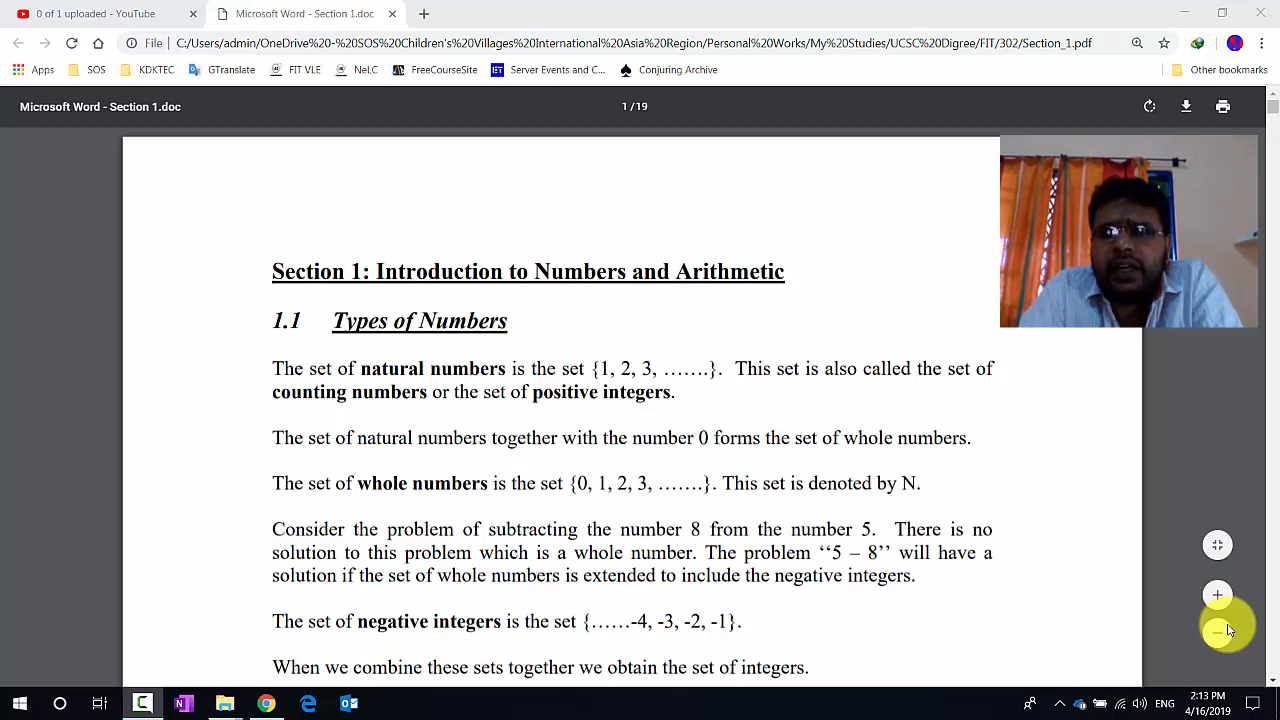 0 of 1 uploaded - YouTube
Microsoft Word - Section 1.doc
File
C:/Users/admin/OneDrive%20-%20SOS%20Children's%20Villages%20International%20Asia%20Region/Personal%20Works/My%20Studies/UCSC%20Digree/FIT/302/Section_1.pdf
Apps SOS KDKTEC GTranslate FIT VLE NeLC FreeCourseSite IET Server Events and C... Conjuring Archive Other bookmarks
Microsoft Word - Section 1.doc
1 / 19
Section 1: Introduction to Numbers and Arithmetic
1.1 Types of Numbers
The set of natural numbers is the set {1, 2, 3, …….}. This set is also called the set of
counting numbers or the set of positive integers.
The set of natural numbers together with the number 0 forms the set of whole numbers.
The set of whole numbers is the set {0, 1, 2, 3, …….}. This set is denoted by N.
Consider the problem of subtracting the number 8 from the number 5. There is no
solution to this problem which is a whole number. The problem ‘‘5 – 8’’ will have a
solution if the set of whole numbers is extended to include the negative integers.
The set of negative integers is the set {……-4, -3, -2, -1}.
When we combine these sets together we obtain the set of integers.
ENG
2:13 PM
4/16/2019